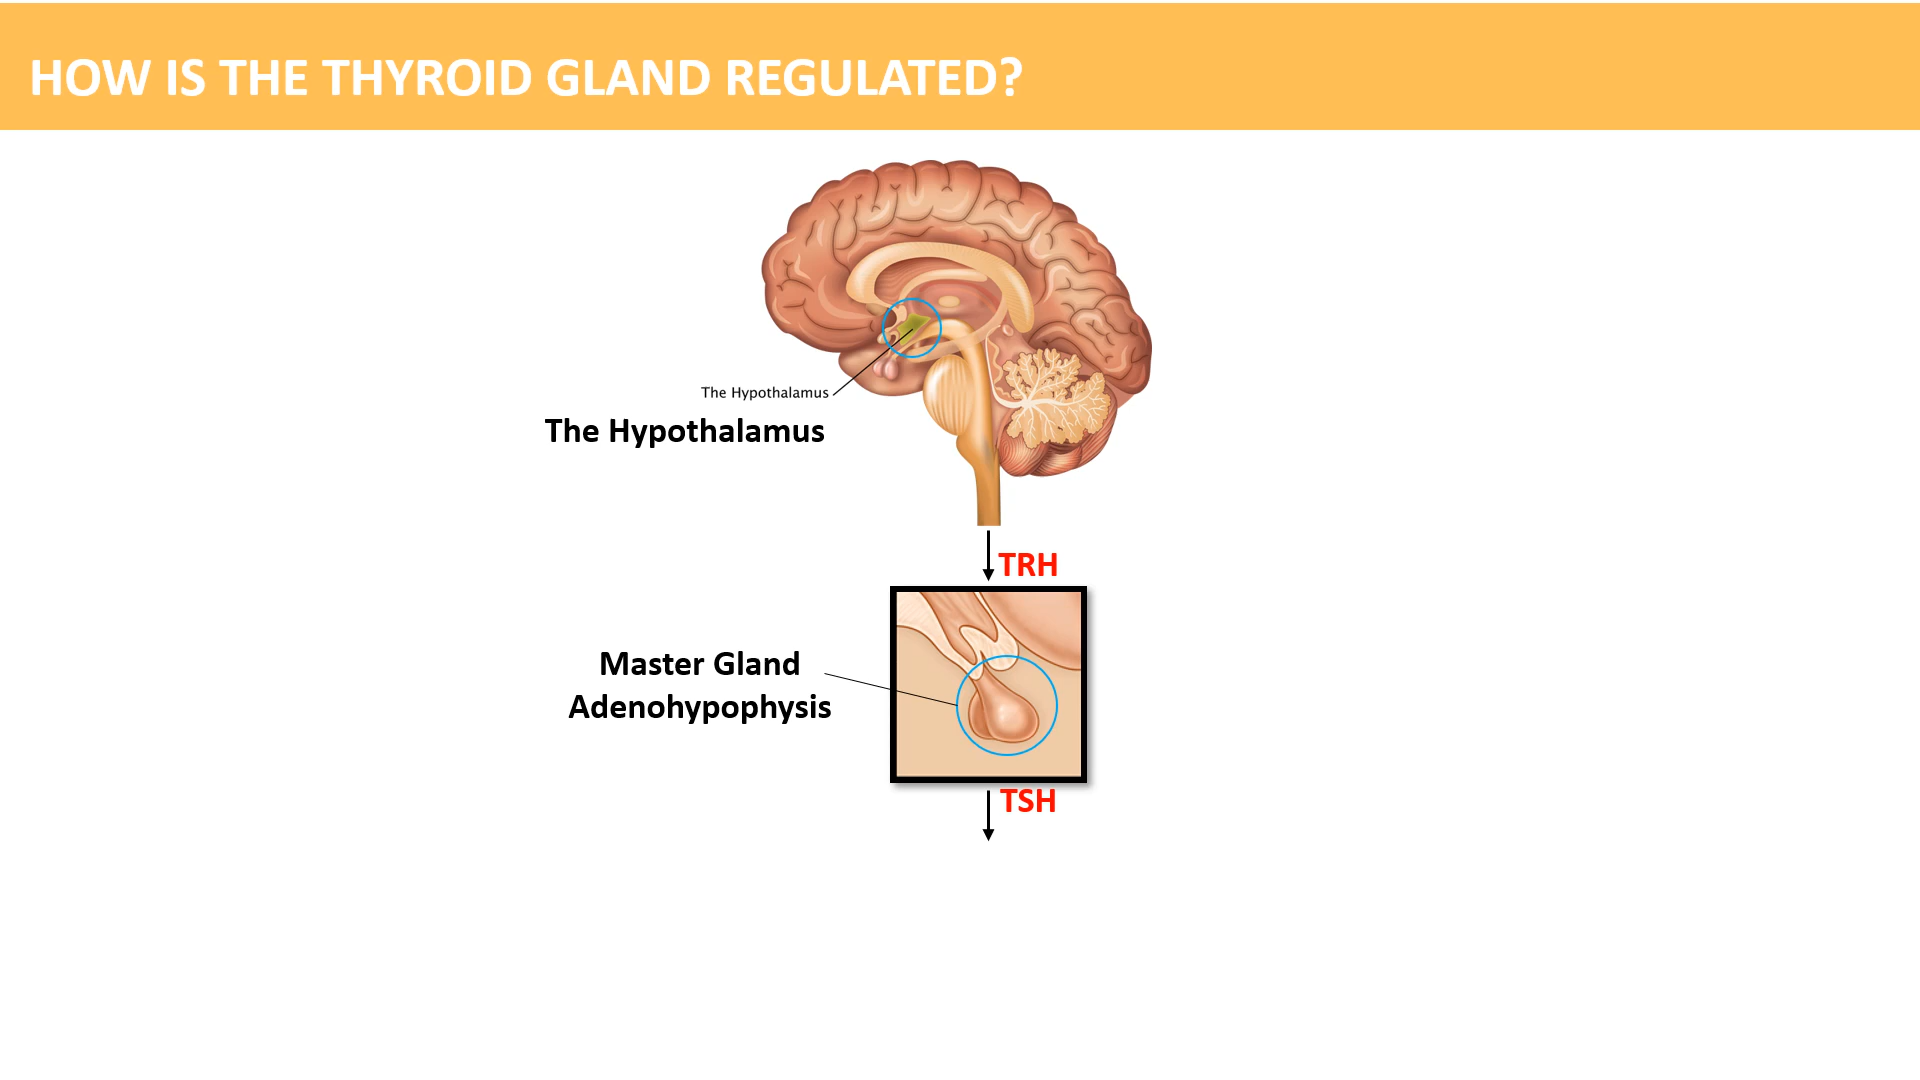 HOW IS THE THYROID GLAND REGULATED?
The Hypothalamus
The Hypothalamus
TRH
Master Gland
Adenohypophysis
TSH